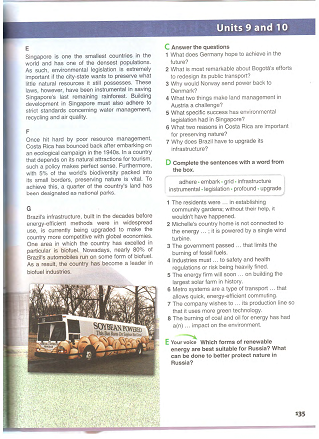 Units 9 and 10
E
Singapore is one of the smallest countries in the
world and has one of the densest populations.
As such, environmental legislation is extremely
important if the city-state wants to preserve what
little natural resources it still possesses. These
laws, however, have been instrumental in saving
Singapore's last remaining rainforest. Building
development in Singapore must also adhere to
strict standards concerning water management,
recycling and air quality.
F
Once hit hard by poor resource management,
Costa Rica has bounced back after embarking on
an ecological campaign in the 1940s. In a country
that depends on its natural attractions for tourism,
such a policy makes perfect sense. Furthermore,
with 5% of the world's biodiversity packed into
its small borders, preserving nature is vital. To
achieve this, a quarter of the country's land has
been designated as national parks.
G
Brazil's infrastructure, built in the decades before
energy-efficient methods were in widespread
use, is currently being upgraded to make the
country more competitive with global economies.
One area in which the country has excelled in
particular is biofuel. Nowadays, nearly 80% of
Brazil's automobiles run on some form of biofuel.
As a result, the country has become a leader in
biofuel industries.
SOYBEAN POWERED
C Answer the questions
1 What does Germany hope to achieve in the
future?
2 What is most remarkable about Bogota's efforts
to redesign its public transport?
3 Why would Norway send power back to
Denmark?
4 What two things make land management in
Austria a challenge?
5 What specific success has environmental
legislation had in Singapore?
6 What two reasons in Costa Rica are important
for preserving nature?
7 Why does Brazil have to upgrade its
infrastructure?
D Complete the sentences with a word from
the box.
adhere - embark - grid - infrastructure
instrumental - legislation - profound - upgrade
1 The residents were ... in establishing
community gardens; without their help, it
wouldn't have happened.
2 Michelle's country home is not connected to
the energy ... ; it is powered by a single wind
turbine.
3 The government passed ... that limits the
burning of fossil fuels.
4 Industries must ... to safety and health
regulations or risk being heavily fined.
5 The energy firm will soon ... on building the
largest solar farm in history.
6 Metro systems are a type of transport ... that
allows quick, energy-efficient commuting.
7 The company wishes to ... its production line so
that it uses more green technology.
8 The burning of coal and oil for energy has had
a(n) ... impact on the environment.
E Your voice Which forms of renewable
energy are best suitable for Russia? What
can be done to better protect nature in
Russia?
135